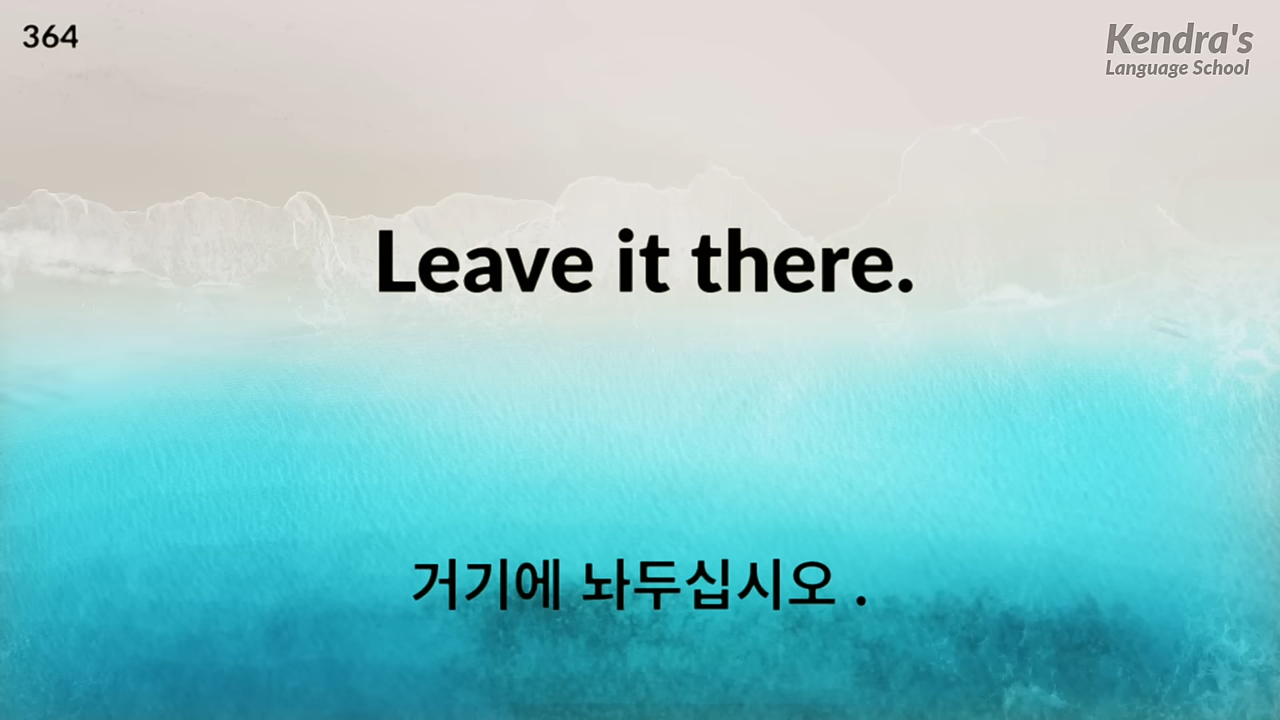 364
Kendra's
Language School
Leave it there.
거기에 놔두십시오 .